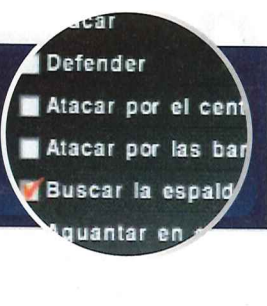 Defender
Atacar por el cent
Atacar por las bar
Buscar la espald
Aguantar en